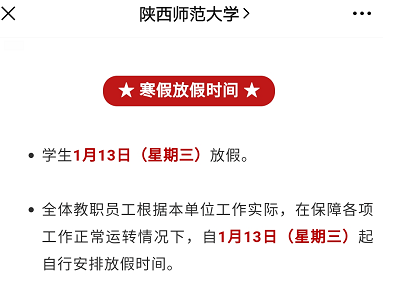 陕西师范大学
★ 寒假放假时间 ★
• 学生1月13日（星期三）放假。
• 全体教职员工根据本单位工作实际，在保障各项
工作正常运转情况下，自1月13日（星期三）起
自行安排放假时间。